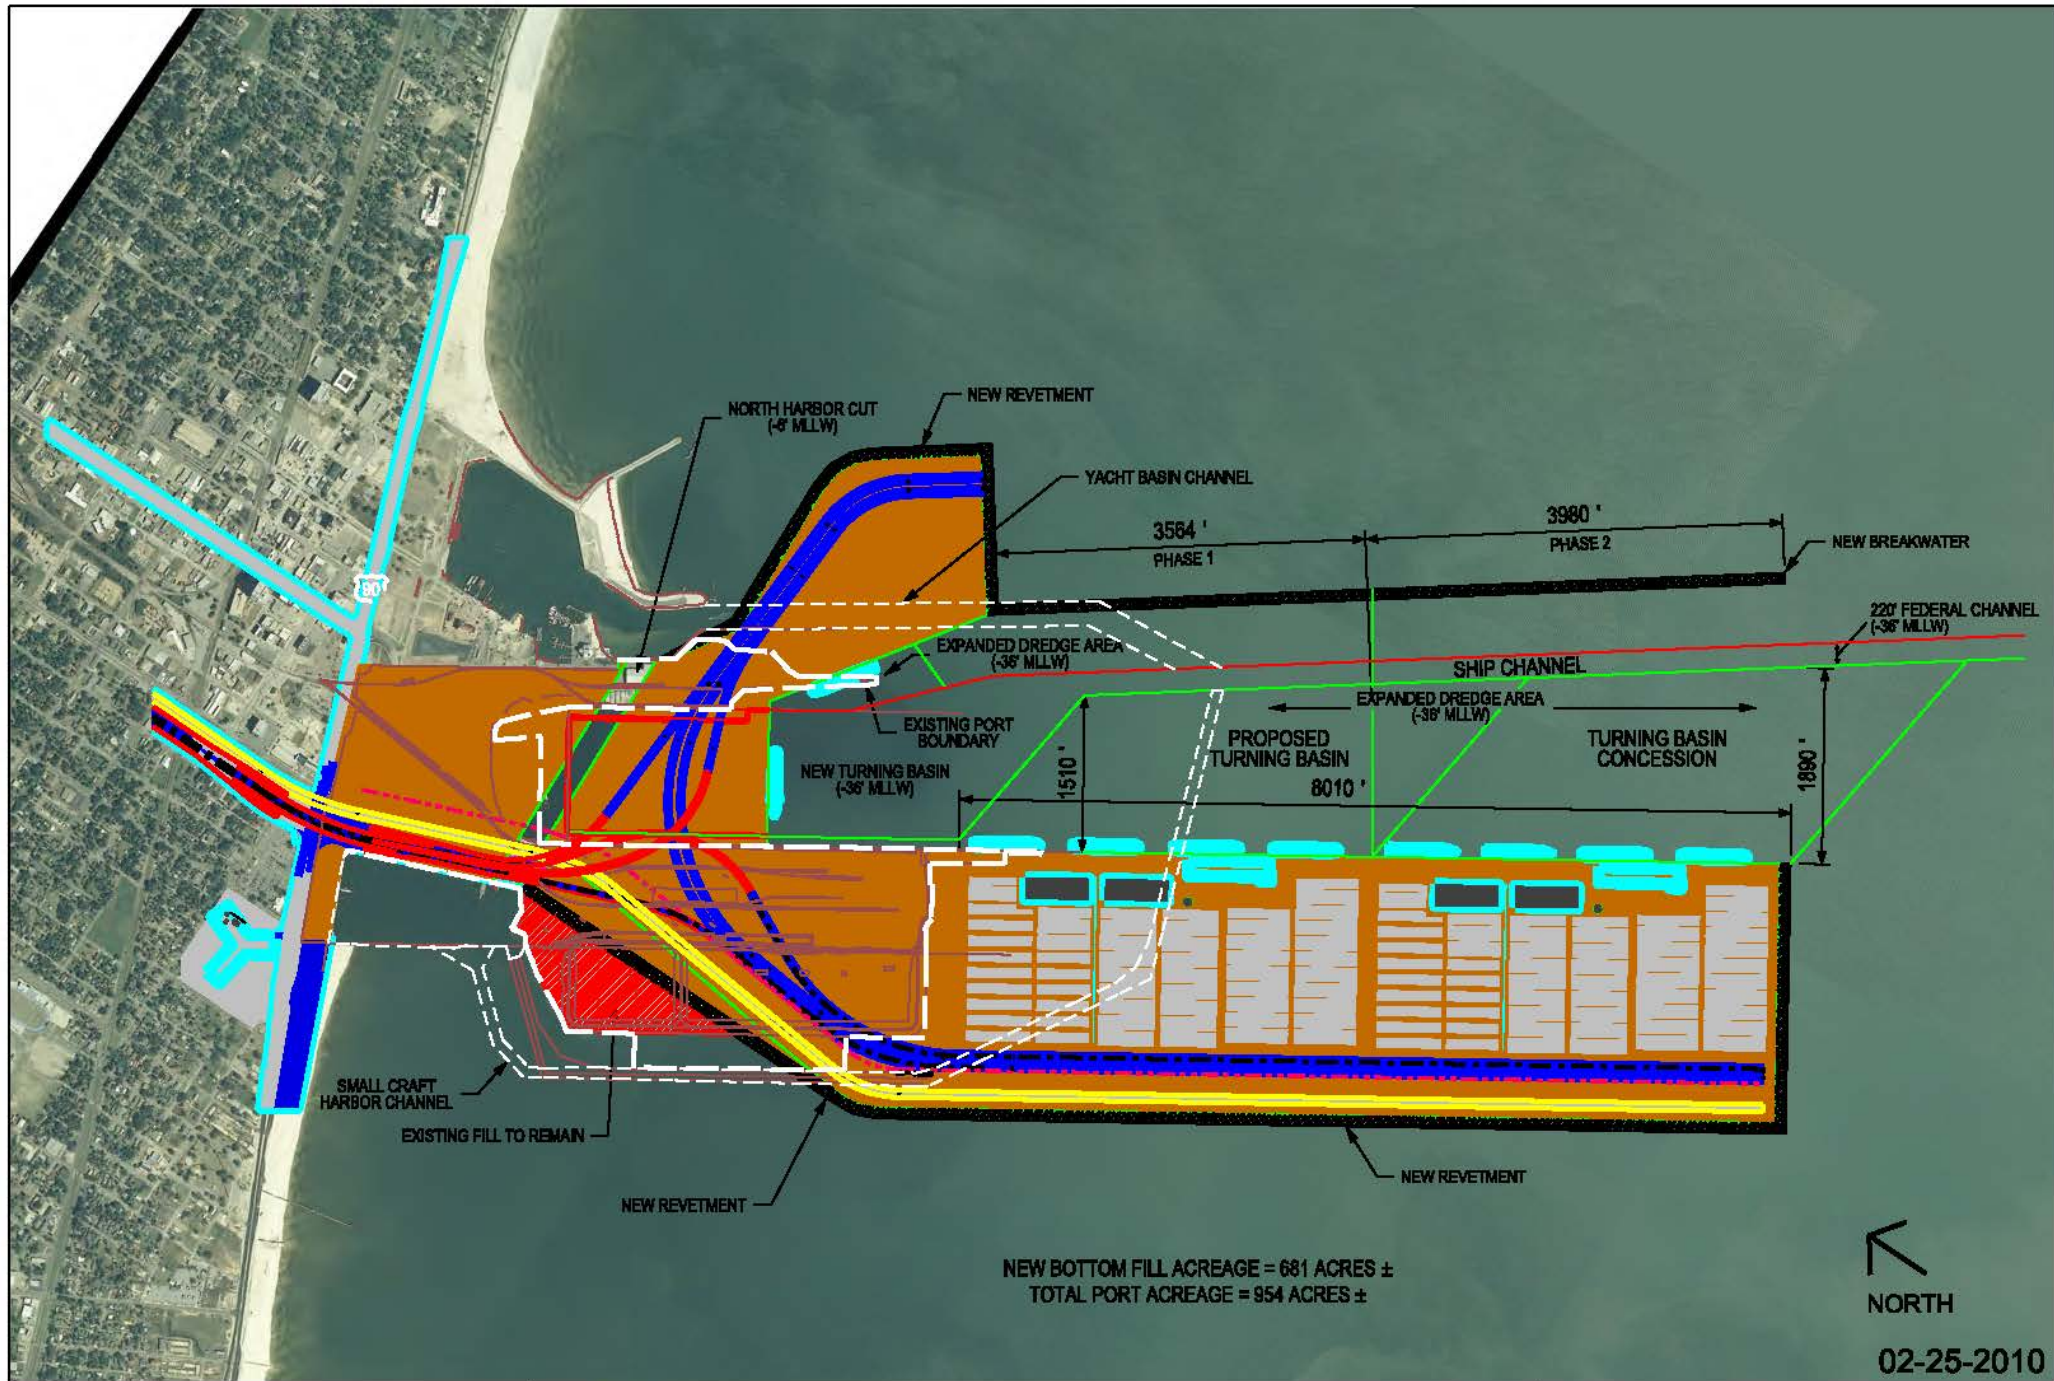 NEW REVETMENT
NORTH HARBOR CUT
(-8' MLLW)
YACHT BASIN CHANNEL
3564 '
PHASE 1
3980 '
PHASE 2
NEW BREAKWATER
90
220' FEDERAL CHANNEL
(-36' MLLW)
EXPANDED DREDGE AREA
(-36' MLLW)
SHIP CHANNEL
EXPANDED DREDGE AREA
(-36' MLLW)
EXISTING PORT
BOUNDARY
PROPOSED
TURNING BASIN
TURNING BASIN
CONCESSION
NEW TURNING BASIN
(-36' MLLW)
1510 '
8010 '
1890 '
SMALL CRAFT
HARBOR CHANNEL
EXISTING FILL TO REMAIN
NEW REVETMENT
NEW REVETMENT
NEW BOTTOM FILL ACREAGE = 681 ACRES ±
TOTAL PORT ACREAGE = 954 ACRES ±
NORTH
02-25-2010